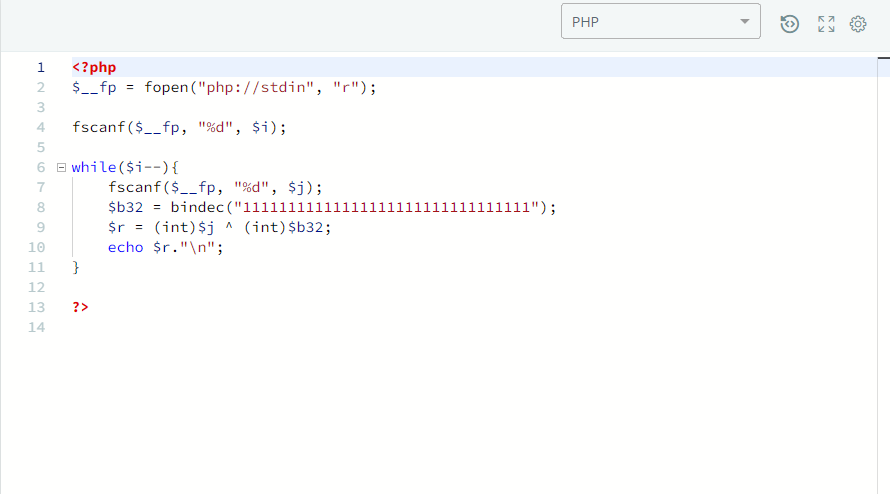 PHP
1 <?php
2 $__fp = fopen("php://stdin", "r");
3
4 fscanf($__fp, "%d", $i);
5
6 while($i--){
7 fscanf($__fp, "%d", $j);
8 $b32 = bindec("11111111111111111111111111111111");
9 $r = (int)$j ^ (int)$b32;
10 echo $r."\n";
11 }
12
13 ?>
14